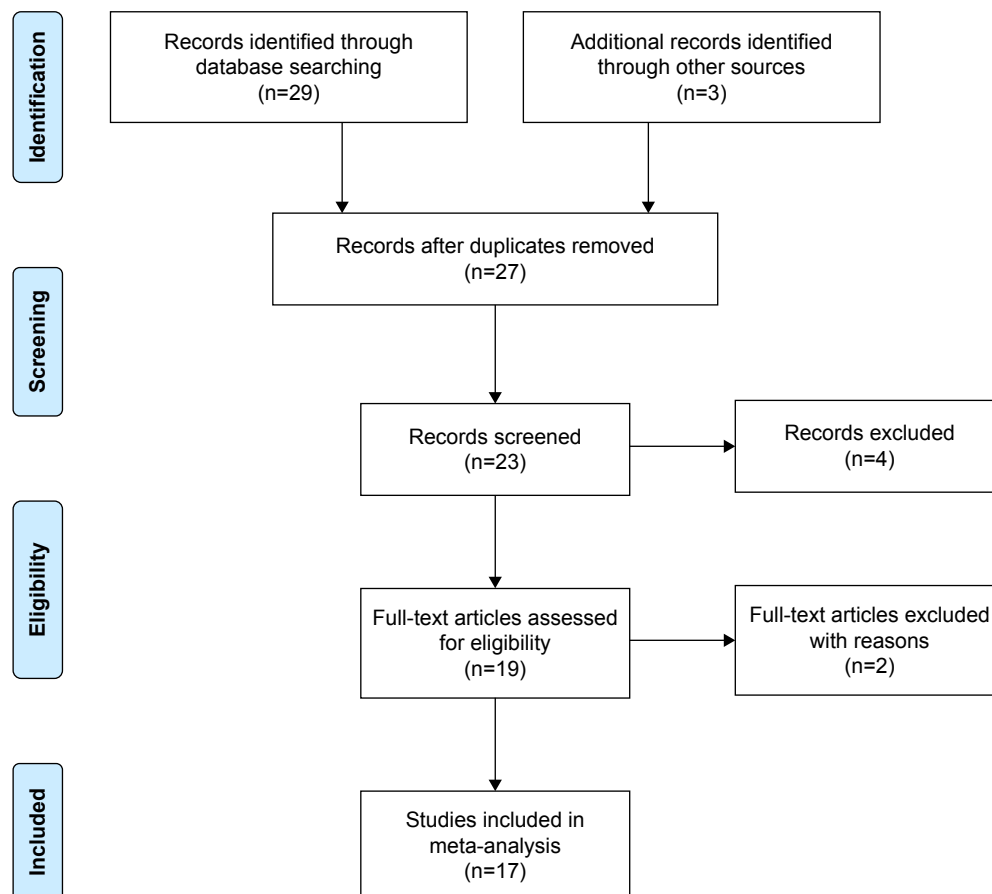 Identification
Records identified through
database searching
(n=29)
Additional records identified
through other sources
(n=3)
Records after duplicates removed
(n=27)
Screening
Records screened
(n=23)
Records excluded
(n=4)
Eligibility
Full-text articles assessed
for eligibility
(n=19)
Full-text articles excluded
with reasons
(n=2)
Included
Studies included in
meta-analysis
(n=17)